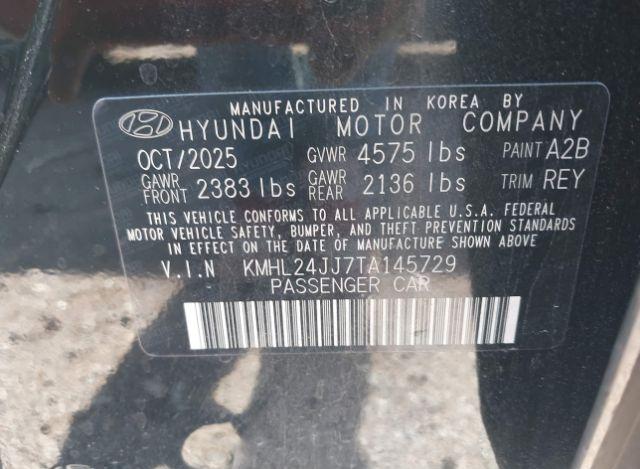 MANUFACTURED IN KOREA BY
HYUNDAI MOTOR COMPANY
OCT/2025 GVWR 4575 lbs PAINT A2B
GAWR FRONT 2383 lbs GAWR REAR 2136 lbs TRIM REY
THIS VEHICLE CONFORMS TO ALL APPLICABLE U.S.A. FEDERAL
MOTOR VEHICLE SAFETY, BUMPER, AND THEFT PREVENTION STANDARDS
IN EFFECT ON THE DATE OF MANUFACTURE SHOWN ABOVE
V.I.N KMHL24JJ7TA145729
PASSENGER CAR